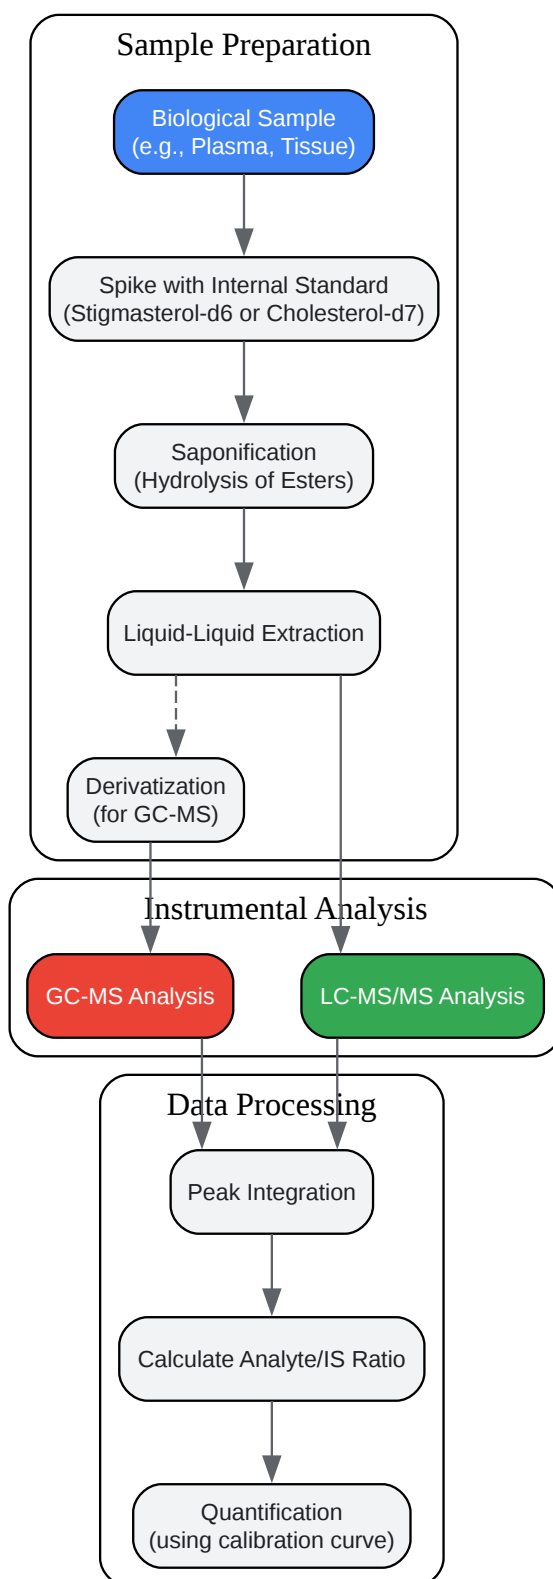 Sample Preparation
Biological Sample
(e.g., Plasma, Tissue)
Spike with Internal Standard
(Stigmasterol-d6 or Cholesterol-d7)
Saponification
(Hydrolysis of Esters)
Liquid-Liquid Extraction
Derivatization
(for GC-MS)
Instrumental Analysis
GC-MS Analysis
LC-MS/MS Analysis
Data Processing
Peak Integration
Calculate Analyte/IS Ratio
Quantification
(using calibration curve)